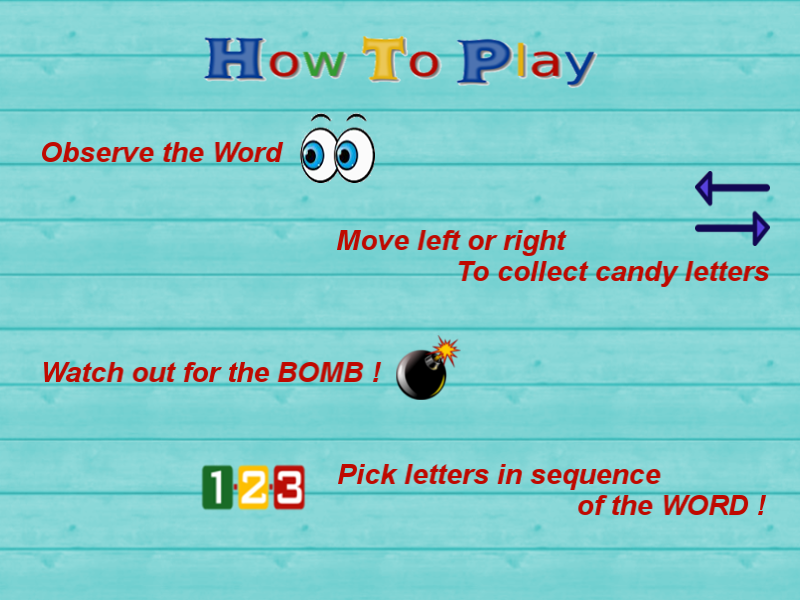 How To Play
Observe the Word
Move left or right
To collect candy letters
Watch out for the BOMB !
1-2-3
Pick letters in sequence
of the WORD !